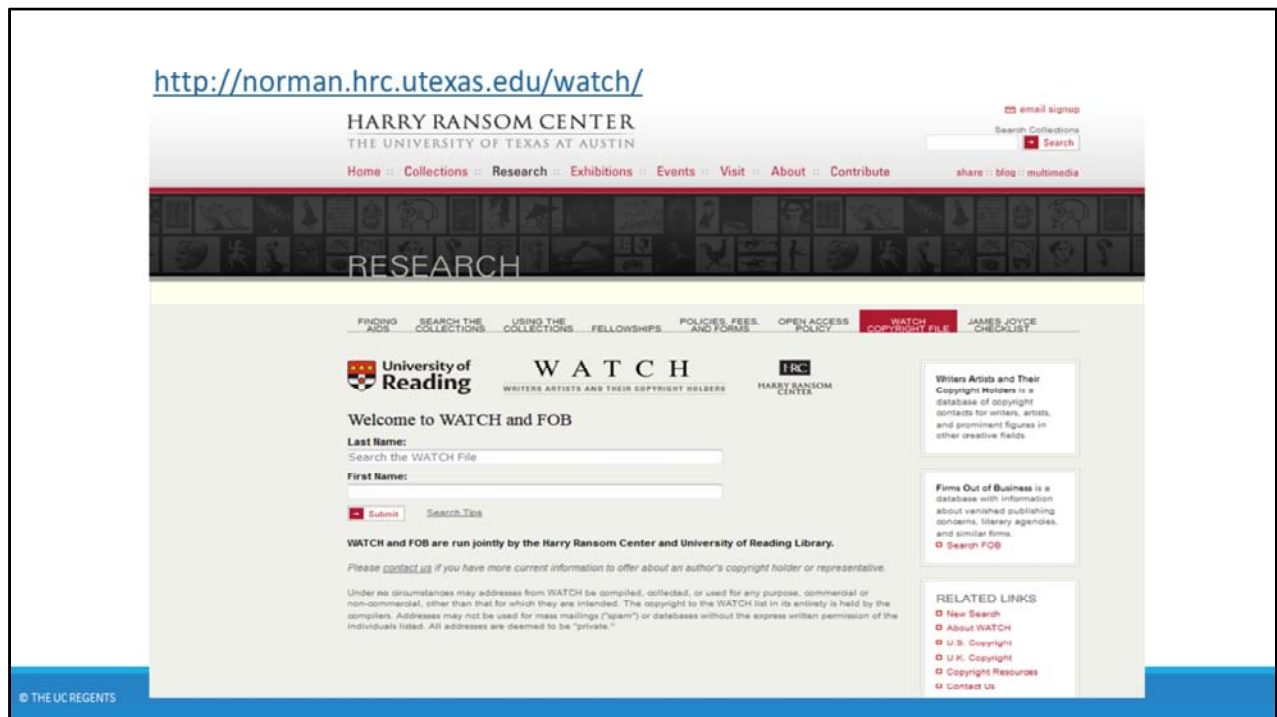 http://norman.hrc.utexas.edu/watch/
email signup
HARRY RANSOM CENTER
THE UNIVERSITY OF TEXAS AT AUSTIN
Search Collections
Search
Home :: Collections :: Research :: Exhibitions :: Events :: Visit :: About :: Contribute
share :: blog :: multimedia
RESEARCH
FINDING AIDS
SEARCH THE COLLECTIONS
USING THE COLLECTIONS
FELLOWSHIPS
POLICIES, FEES, AND FORMS
OPEN ACCESS POLICY
WATCH COPYRIGHT FILE
JAMES JOYCE CHECKLIST
University of
Reading
WATCH
WRITERS ARTISTS AND THEIR COPYRIGHT HOLDERS
HRC
HARRY RANSOM
CENTER
Welcome to WATCH and FOB
Last Name:
Search the WATCH File
First Name:
Submit
Search Tips
WATCH and FOB are run jointly by the Harry Ransom Center and University of Reading Library.
Please contact us if you have more current information to offer about an author's copyright holder or representative.
Under no circumstances may addresses from WATCH be compiled, collected, or used for any purpose, commercial or
non-commercial, other than that for which they are intended. The copyright to the WATCH list in its entirety is held by the
compilers. Addresses may not be used for mass mailings ("spam") or databases without the express written permission of the
individuals listed. All addresses are deemed to be "private."
Writers Artists and Their
Copyright Holders is a
database of copyright
contacts for writers, artists,
and prominent figures in
other creative fields.
Firms Out of Business is a
database with information
about vanished publishing
concerns, literary agencies,
and similar firms.
Search FOB
RELATED LINKS
New Search
About WATCH
U.S. Copyright
U.K. Copyright
Copyright Resources
Contact Us
© THE UC REGENTS